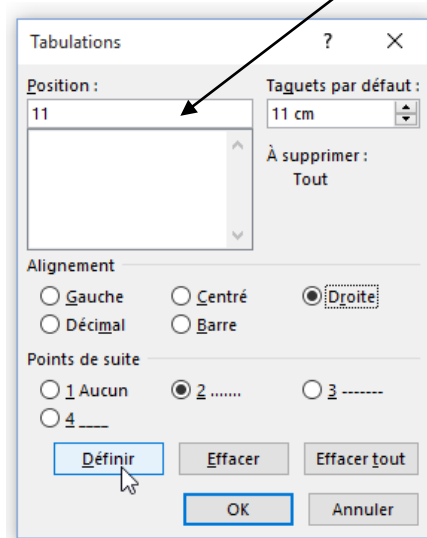 Tabulations ? ×
Position : Taquets par défaut :
11 11 cm
À supprimer :
Tout
Alignement
Gauche Centré Droite
Décimal Barre
Points de suite
1 Aucun 2 ....... 3 -------
4 ____
Définir Effacer Effacer tout
OK Annuler